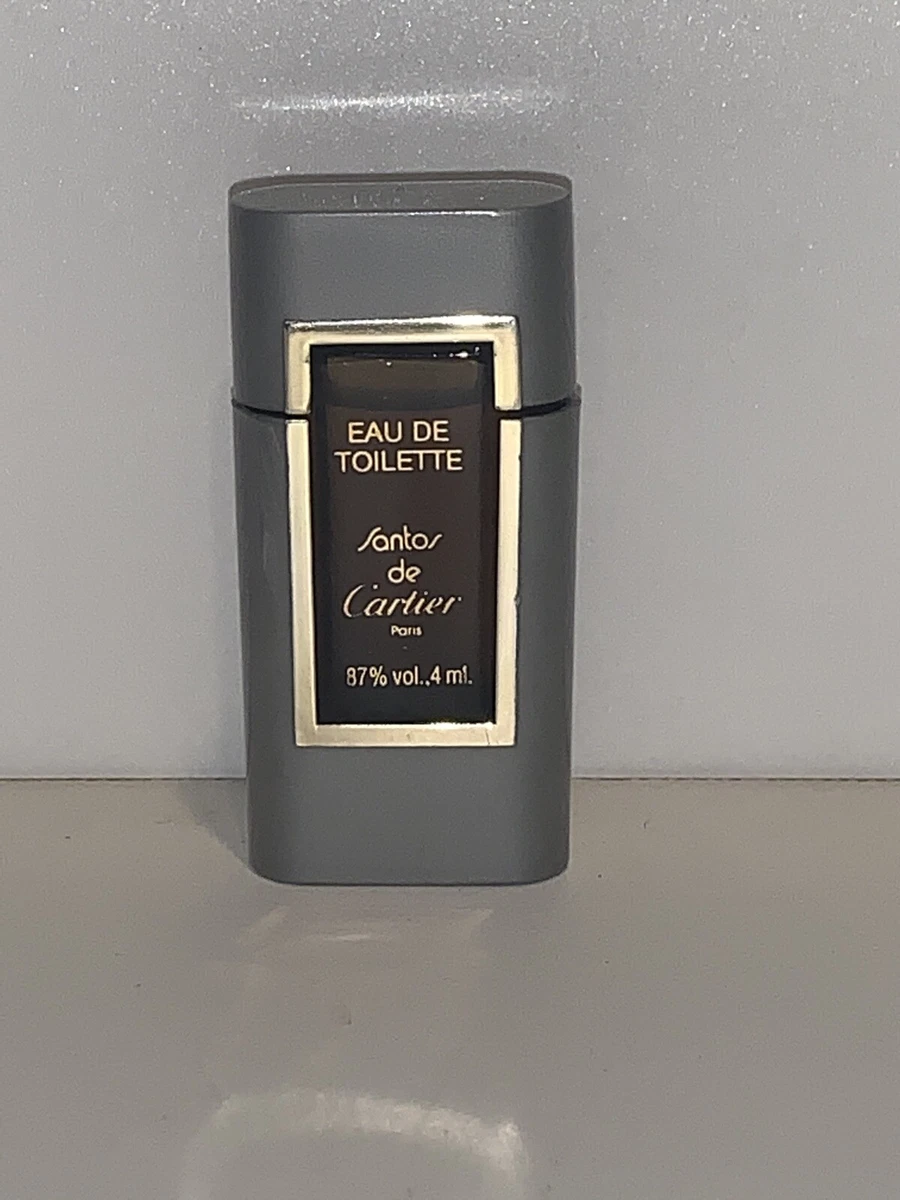 EAU DE
TOILETTE
Santos
de
Cartier
Paris
87% vol..4 ml.